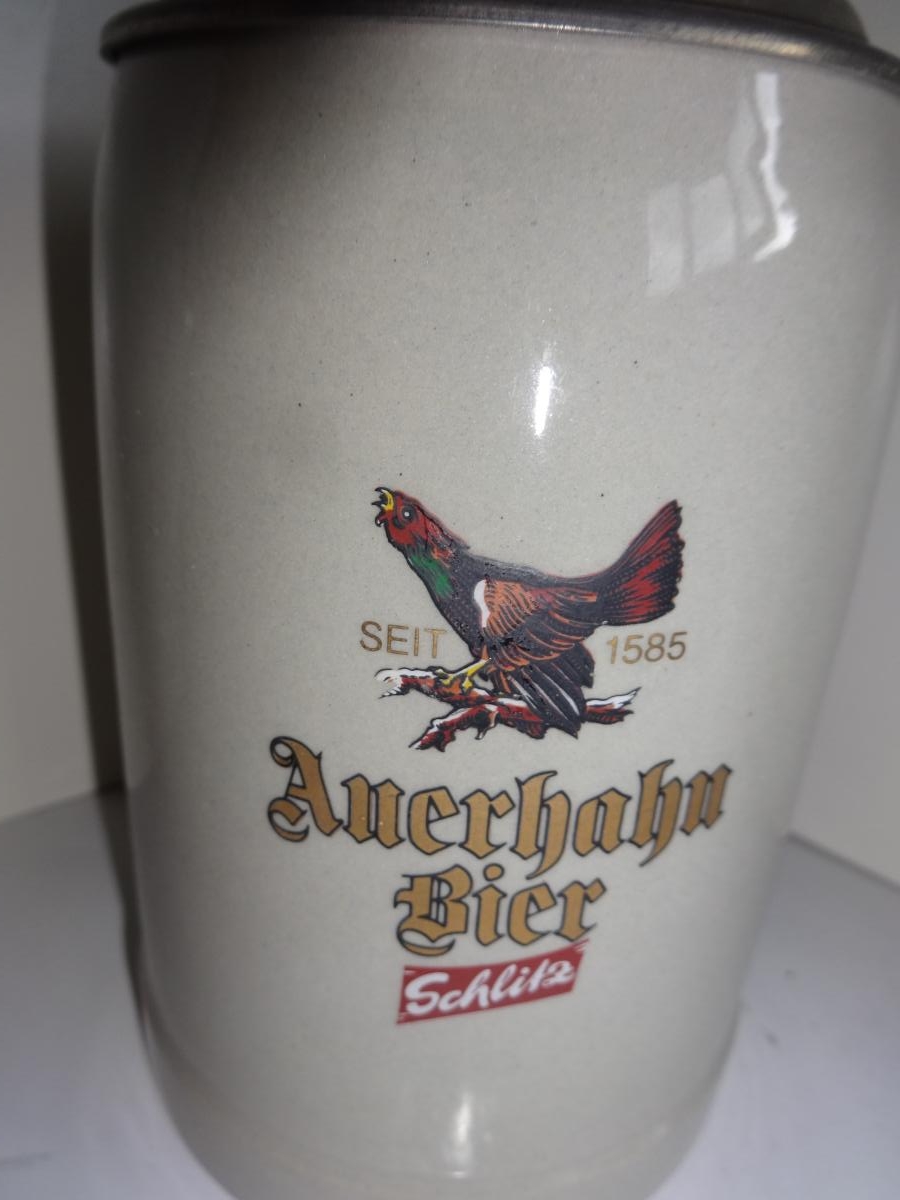 SEIT 1585
Auerhahn
Bier
Schlitz